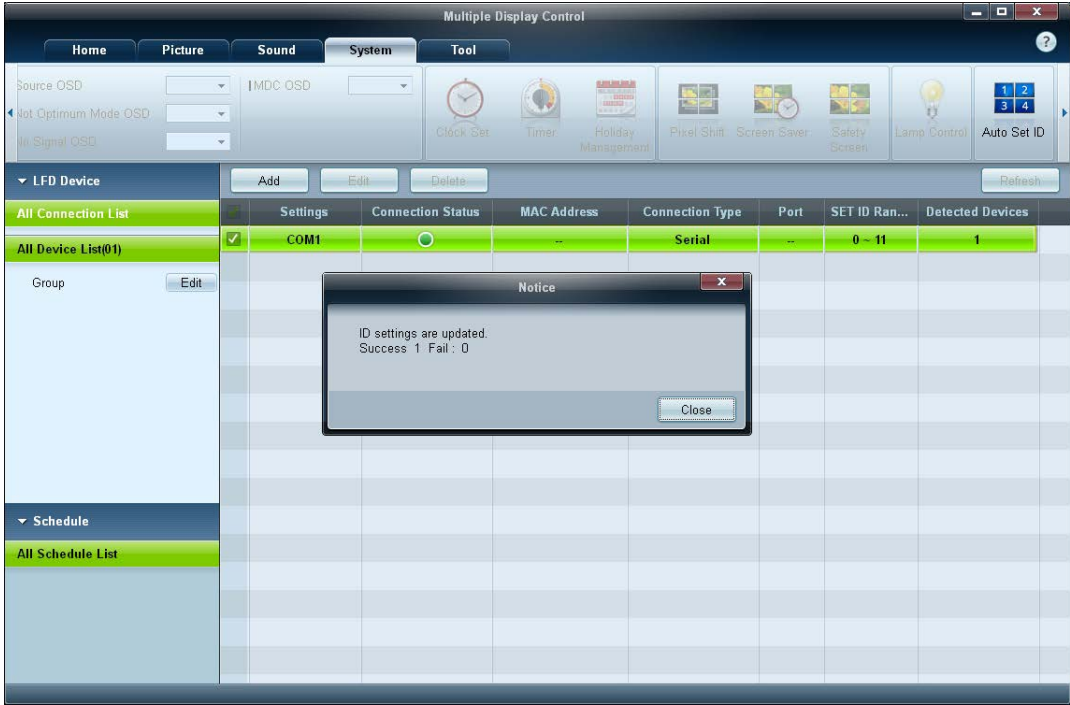 Multiple Display Control
Home Picture Sound System Tool
?
Source OSD
Not Optimum Mode OSD
No Signal OSD
MDC OSD
Clock Set
Timer
Holiday
Management
Pixel Shift
Screen Saver
Safety
Screen
Lamp Control
1 2
3 4
Auto Set ID
LFD Device
Add Edit Delete Refresh
All Connection List
Settings Connection Status MAC Address Connection Type Port SET ID Ran... Detected Devices
All Device List(01)
COM1 -- Serial -- 0 ~ 11 1
Group Edit
Notice
ID settings are updated.
Success 1 Fail : 0
Close
Schedule
All Schedule List